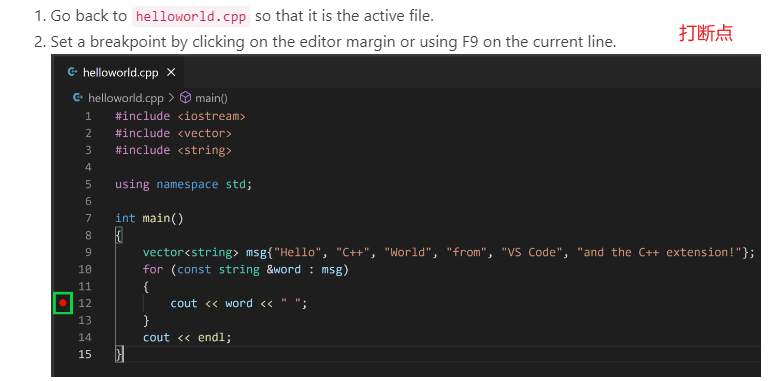 1. Go back to helloworld.cpp so that it is the active file.
2. Set a breakpoint by clicking on the editor margin or using F9 on the current line.
打断点
helloworld.cpp ×
helloworld.cpp > main()
1 #include <iostream>
2 #include <vector>
3 #include <string>
4
5 using namespace std;
6
7 int main()
8 {
9     vector<string> msg{"Hello", "C++", "World", "from", "VS Code", "and the C++ extension!"};
10     for (const string &word : msg)
11     {
12         cout << word << " ";
13     }
14     cout << endl;
15 }